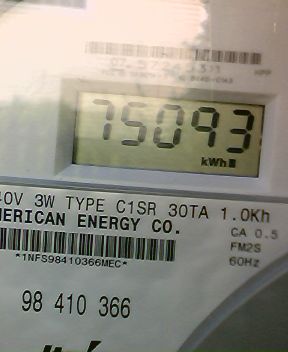 75093
kWh
40V 3W TYPE C1SR 30TA 1.0Kh
MERICAN ENERGY CO.
CA 0.5
FM2S
60Hz
*1NFS98410366MEC*
98 410 366